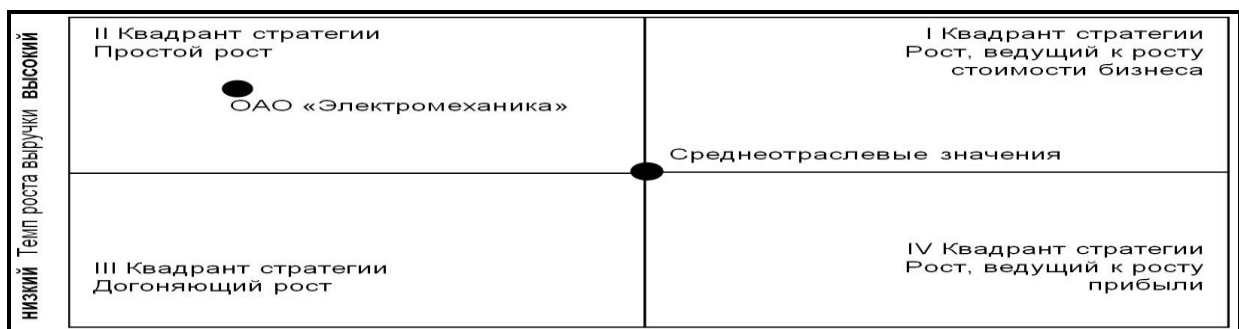 низкий Темп роста выручки высокий
II Квадрант стратегии
Простой рост
ОАО «Электромеханика»
I Квадрант стратегии
Рост, ведущий к росту
стоимости бизнеса
Среднеотраслевые значения
III Квадрант стратегии
Догоняющий рост
IV Квадрант стратегии
Рост, ведущий к росту
прибыли